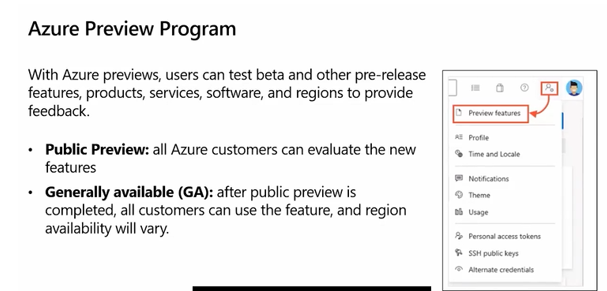 Azure Preview Program
With Azure previews, users can test beta and other pre-release
features, products, services, software, and regions to provide
feedback.
• Public Preview: all Azure customers can evaluate the new
features
• Generally available (GA): after public preview is
completed, all customers can use the feature, and region
availability will vary.
Preview features
Profile
Time and Locale
Notifications
Theme
Usage
Personal access tokens
SSH public keys
Alternate credentials